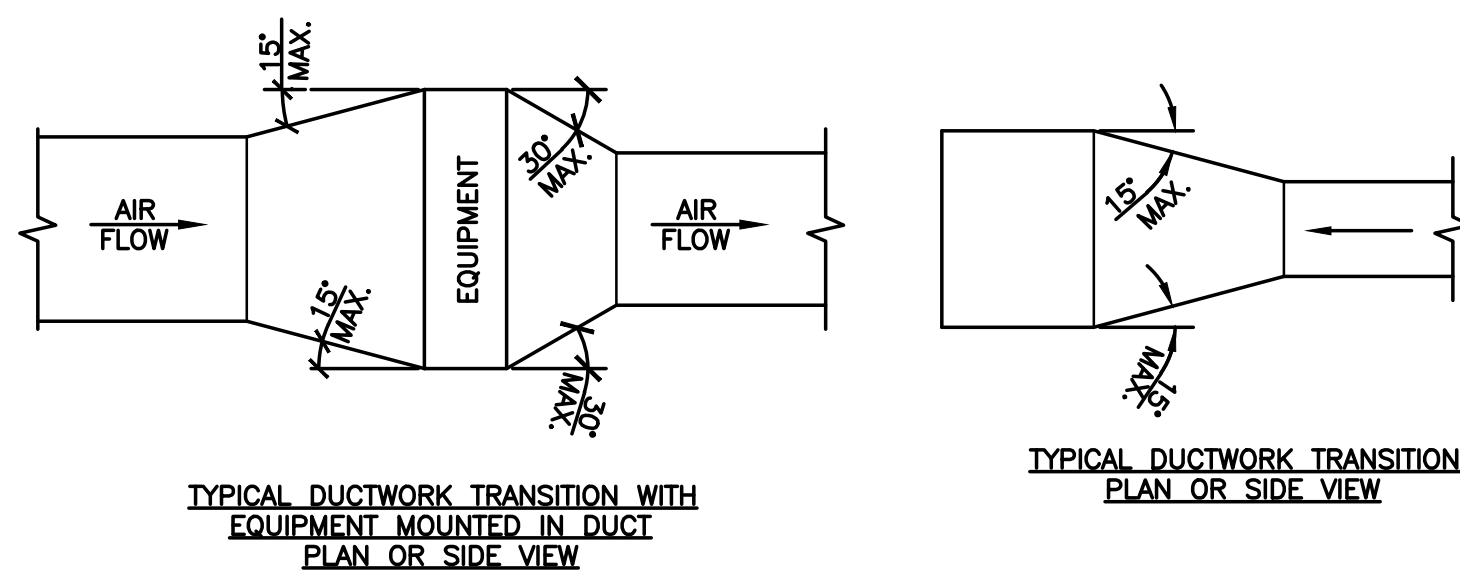 15°
MAX.
AIR
FLOW
15°
MAX.
EQUIPMENT
30°
MAX.
AIR
FLOW
30°
MAX.
TYPICAL DUCTWORK TRANSITION WITH
EQUIPMENT MOUNTED IN DUCT
PLAN OR SIDE VIEW
15°
MAX.
15°
MAX.
TYPICAL DUCTWORK TRANSITION
PLAN OR SIDE VIEW